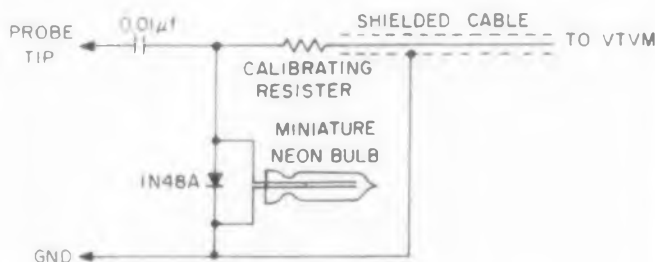 SHIELDED CABLE
PROBE
TIP
0.01µf
TO VTVM
CALIBRATING
RESISTER
MINIATURE
NEON BULB
1N48A
GND